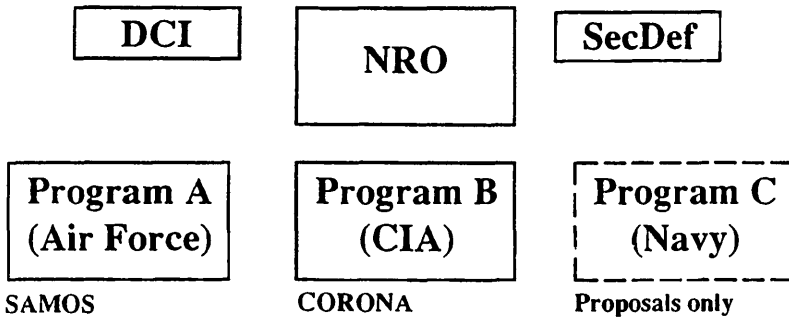 DCI
NRO
SecDef
Program A
(Air Force)
Program B
(CIA)
Program C
(Navy)
SAMOS
CORONA
Proposals only